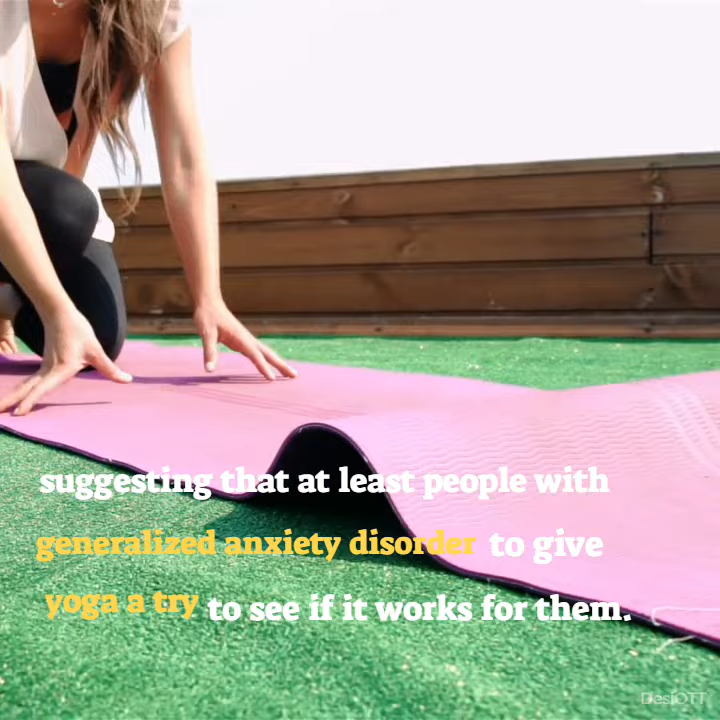 suggesting that at least people with
generalized anxiety disorder to give
yoga a try to see if it works for them.
DesiOTT